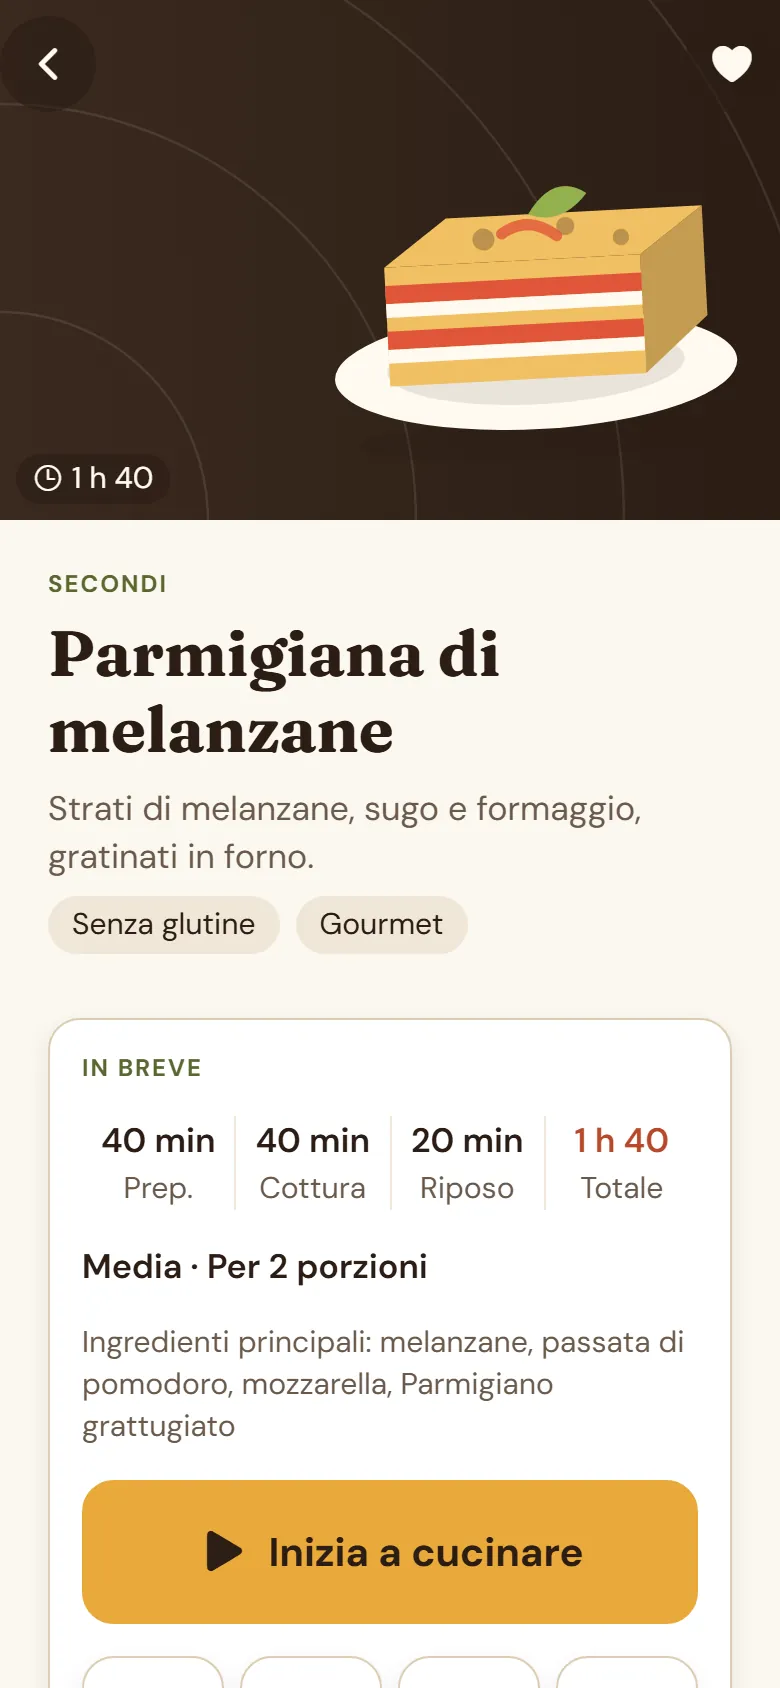 1 h 40
SECONDI
Parmigiana di
melanzane
Strati di melanzane, sugo e formaggio,
gratinati in forno.
Senza glutine
Gourmet
IN BREVE
40 min
Prep.
40 min
Cottura
20 min
Riposo
1 h 40
Totale
Media · Per 2 porzioni
Ingredienti principali: melanzane, passata di
pomodoro, mozzarella, Parmigiano
grattugiato
Inizia a cucinare